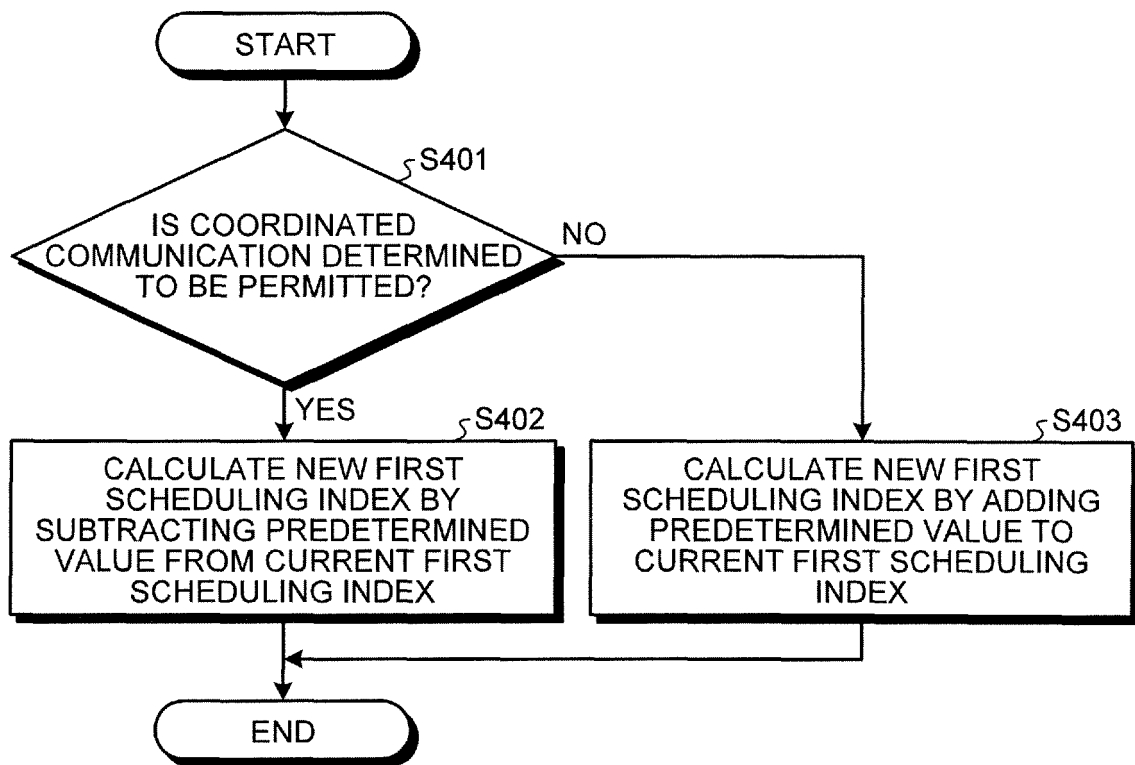 START
S401
IS COORDINATED
COMMUNICATION DETERMINED
TO BE PERMITTED?
NO
YES
S402
CALCULATE NEW FIRST
SCHEDULING INDEX BY
SUBTRACTING PREDETERMINED
VALUE FROM CURRENT FIRST
SCHEDULING INDEX
S403
CALCULATE NEW FIRST
SCHEDULING INDEX BY ADDING
PREDETERMINED VALUE TO
CURRENT FIRST SCHEDULING
INDEX
END